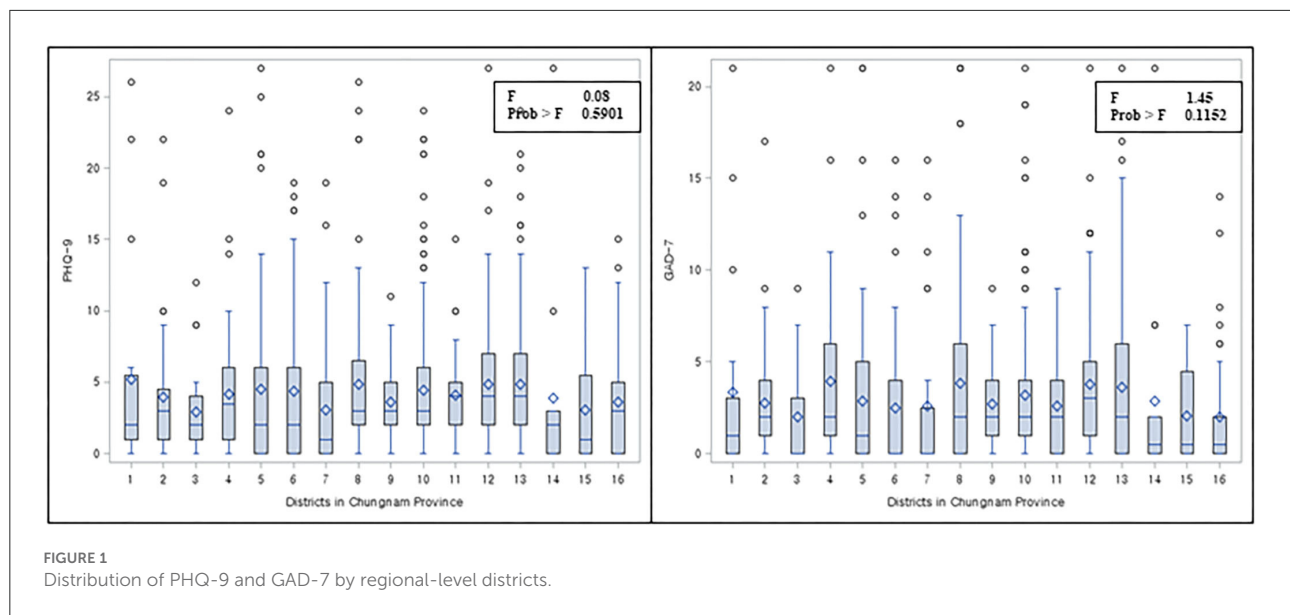 25
20
15
10
5
0
PHQ-9
F 0.08
Prob > F 0.5901
1 2 3 4 5 6 7 8 9 10 11 12 13 14 15 16
Districts in Chungnam Province
20
15
10
5
0
GAD-7
F 1.45
Prob > F 0.1152
1 2 3 4 5 6 7 8 9 10 11 12 13 14 15 16
Districts in Chungnam Province
FIGURE 1
Distribution of PHQ-9 and GAD-7 by regional-level districts.